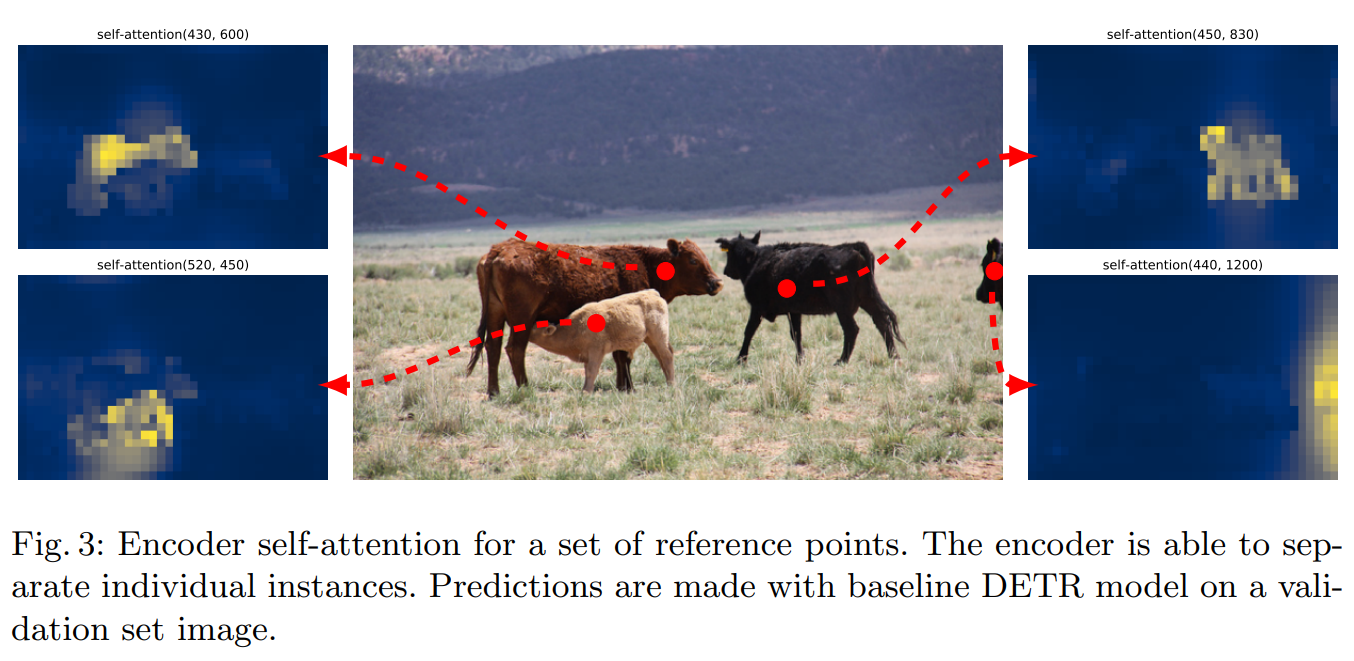 self-attention(430, 600)
self-attention(450, 830)
self-attention(520, 450)
self-attention(440, 1200)
Fig. 3: Encoder self-attention for a set of reference points. The encoder is able to sep-
arate individual instances. Predictions are made with baseline DETR model on a vali-
dation set image.